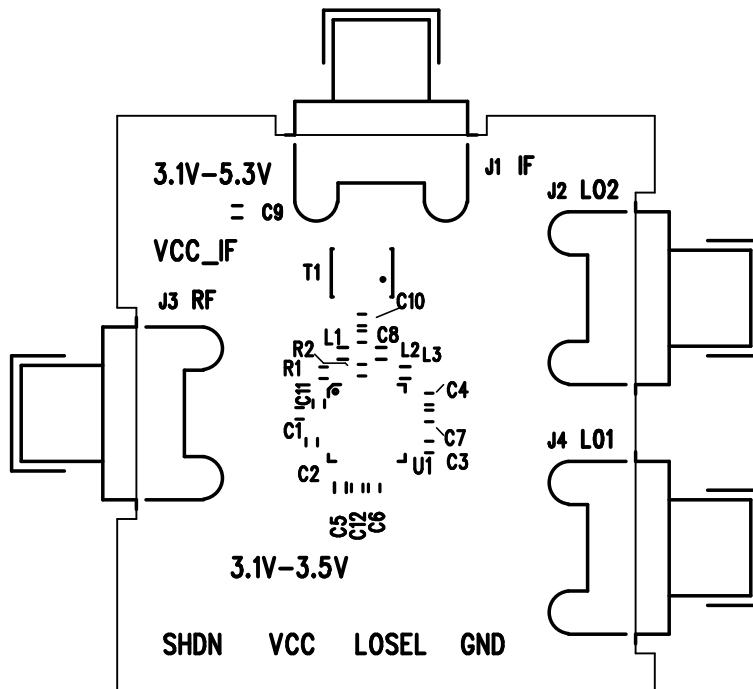 J1 IF
3.1V-5.3V
J2 LO2
C9
VCC_IF
T1
J3 RF
C10
L1
C8
R2
L2
L3
R1
C11
C4
C1
C7
J4 LO1
C2
U1
C3
C5
C12
C6
3.1V-3.5V
SHDN VCC LOSEL GND